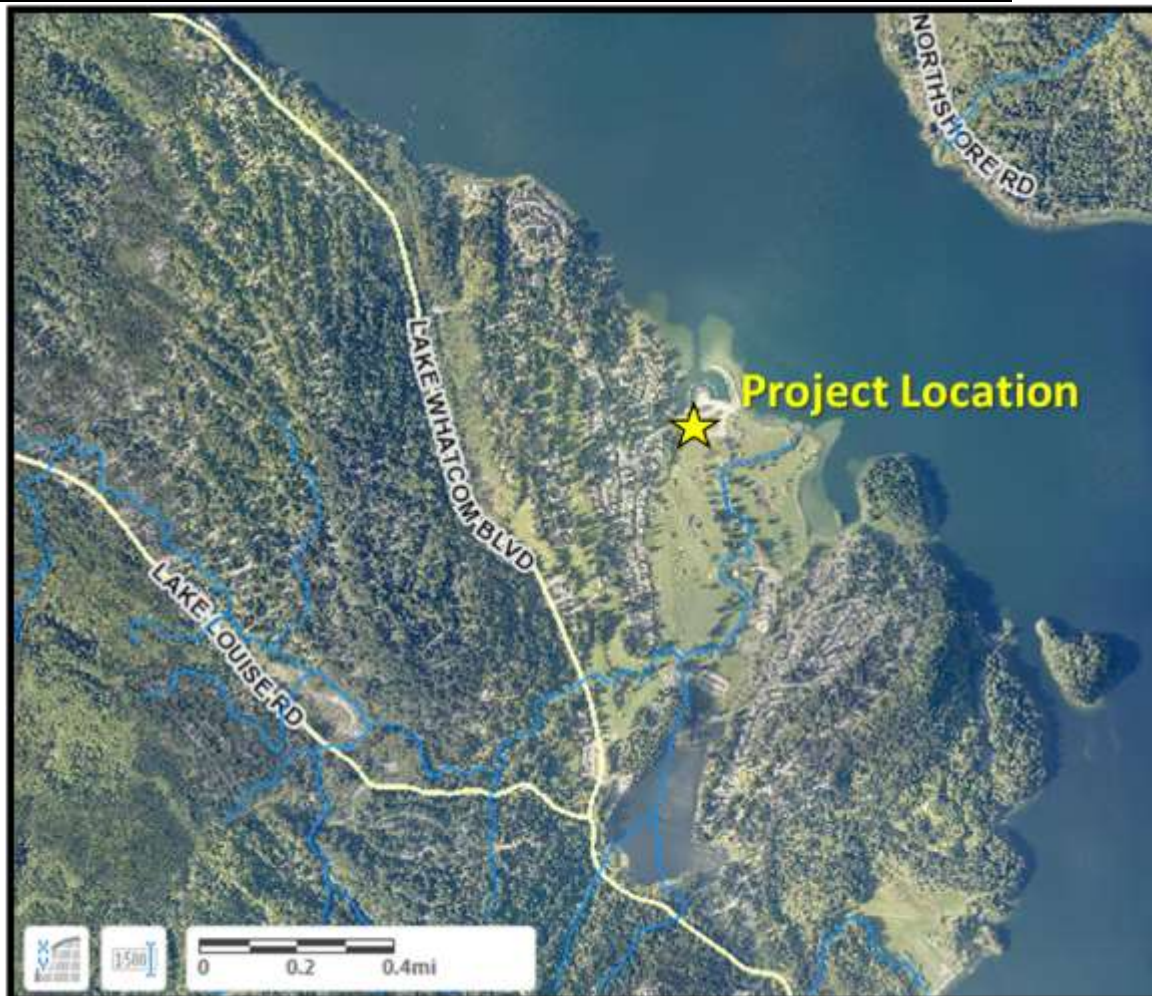 NORTHSHORE RD
LAKE WHATCOM BLVD
Project Location
LAKE LOUISE RD
0 0.2 0.4mi